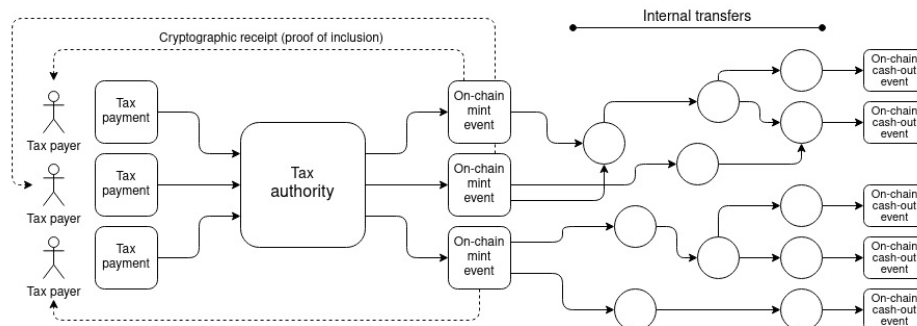 Internal transfers
Cryptographic receipt (proof of inclusion)
Tax payer
Tax
payment
On-chain
mint
event
On-chain
cash-out
event
On-chain
cash-out
event
Tax payer
Tax
payment
Tax
authority
On-chain
mint
event
On-chain
cash-out
event
Tax payer
Tax
payment
On-chain
mint
event
On-chain
cash-out
event
On-chain
cash-out
event